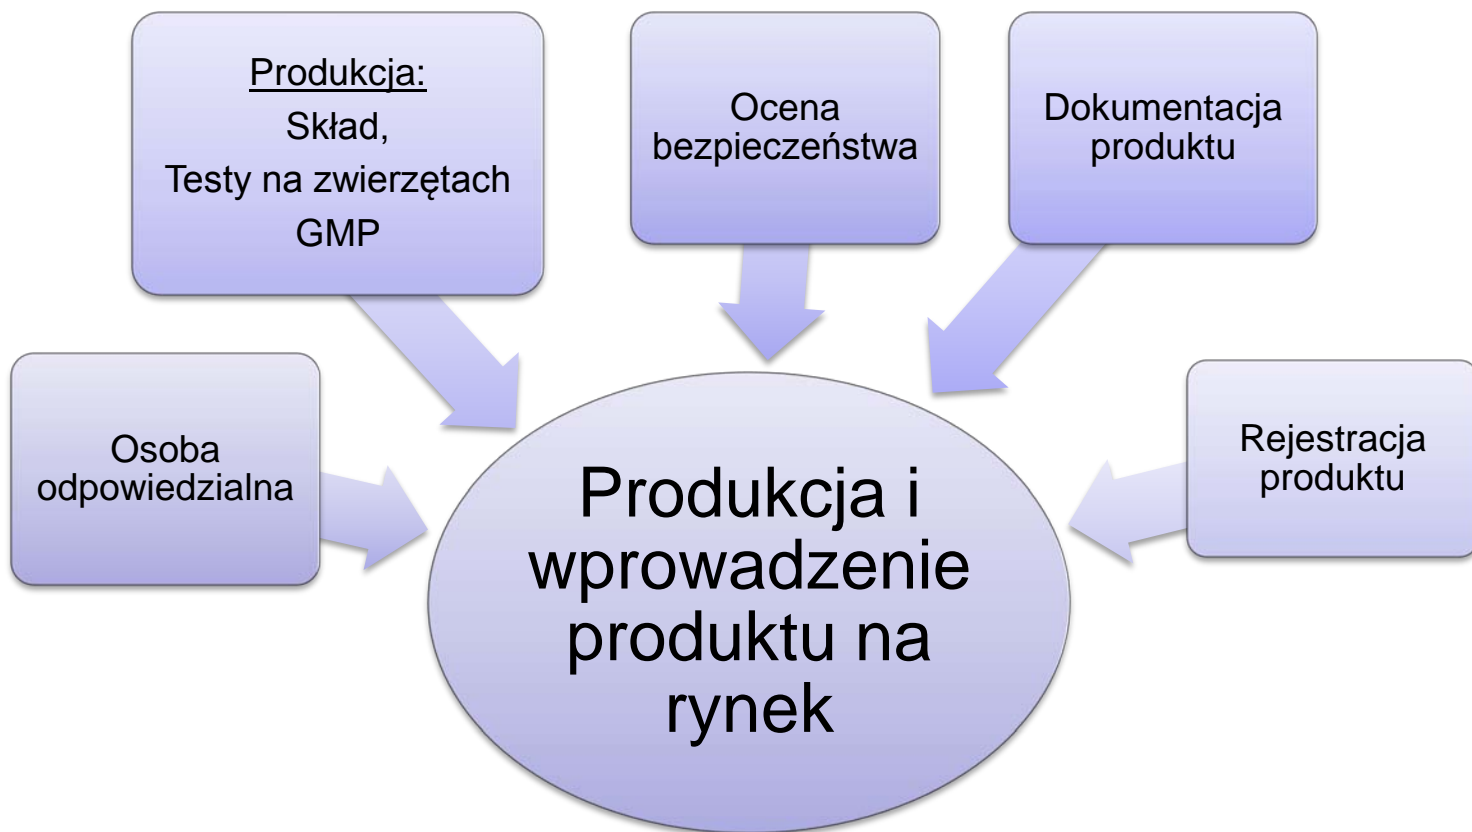 Produkcja:
Skład,
Testy na zwierzętach
GMP
Ocena
bezpieczeństwa
Dokumentacja
produktu
Osoba
odpowiedzialna
Rejestracja
produktu
Produkcja i
wprowadzenie
produktu na
rynek